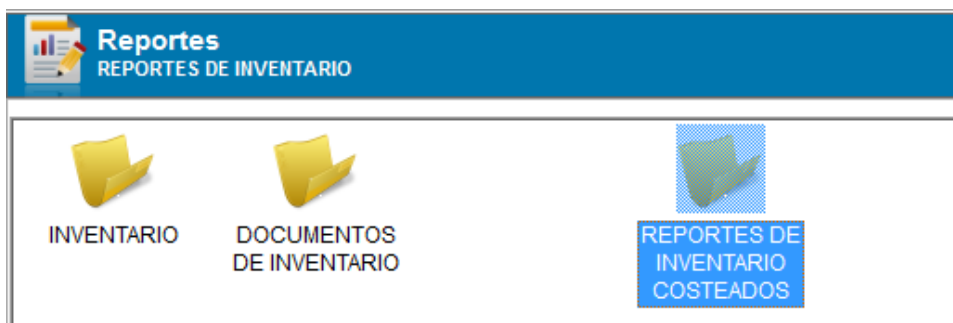 Reportes
REPORTES DE INVENTARIO
INVENTARIO
DOCUMENTOS
DE INVENTARIO
REPORTES DE
INVENTARIO
COSTEADOS